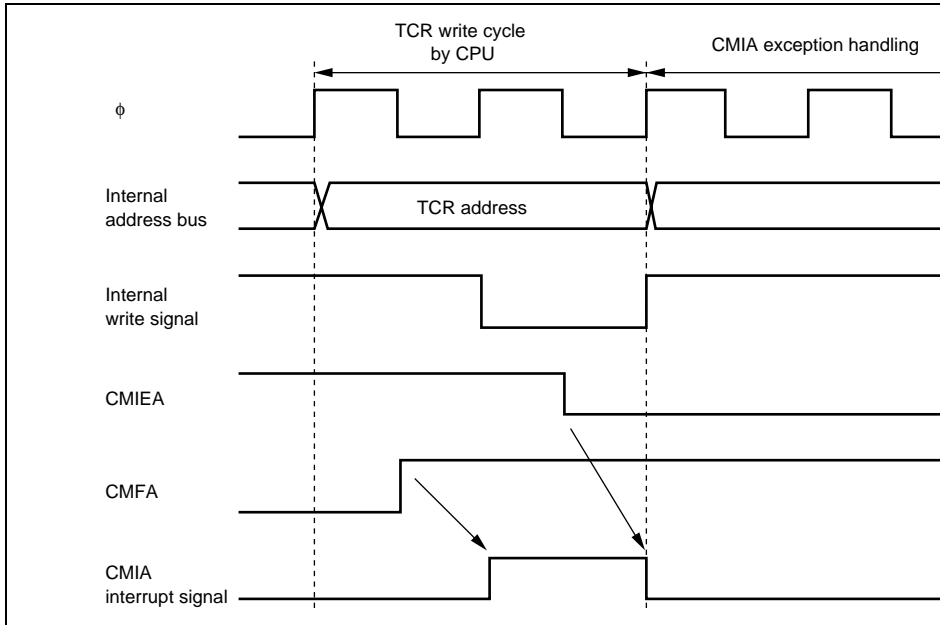 TCR write cycle
by CPU
CMIA exception handling
ϕ
Internal
address bus
TCR address
Internal
write signal
CMIEA
CMFA
CMIA
interrupt signal